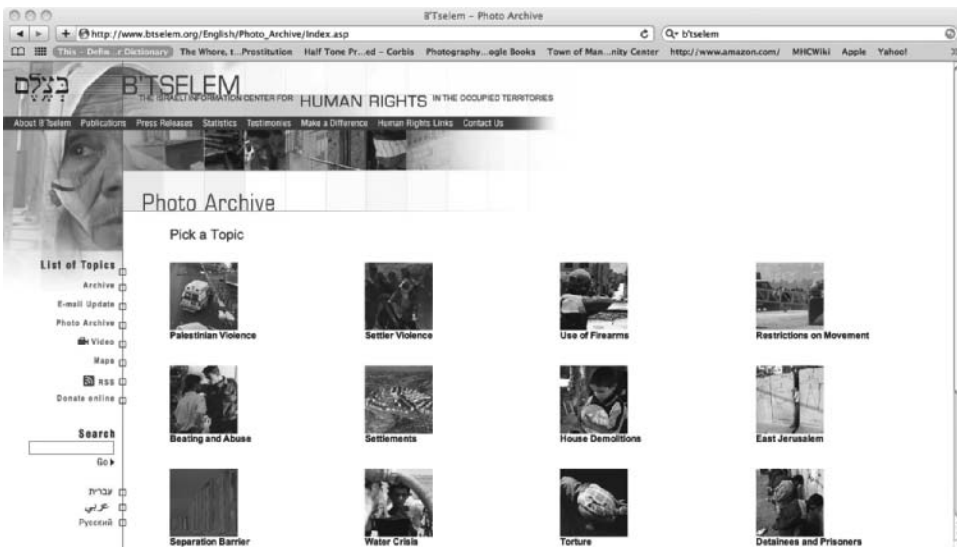 B'Tselem – Photo Archive
http://www.btselem.org/English/Photo_Archive/Index.asp
Q▾ b'tselem
This – Defin...r Dictionary The Whore, t...Prostitution Half Tone Pr...ed – Corbis Photography...ogle Books Town of Man...nity Center http://www.amazon.com/ MHCWiki Apple Yahoo!
בצלם B'TSELEM
THE ISRAELI INFORMATION CENTER FOR HUMAN RIGHTS IN THE OCCUPIED TERRITORIES
About B'Tselem Publications Press Releases Statistics Testimonies Make a Difference Human Rights Links Contact Us
Photo Archive
Pick a Topic
List of Topics
Archive
E-mail Update
Photo Archive
Video
Maps
RSS
Donate online
Search
Go
עברית
عربي
Русский
Palestinian Violence
Settler Violence
Use of Firearms
Restrictions on Movement
Beating and Abuse
Settlements
House Demolitions
East Jerusalem
Separation Barrier
Water Crisis
Torture
Detainees and Prisoners